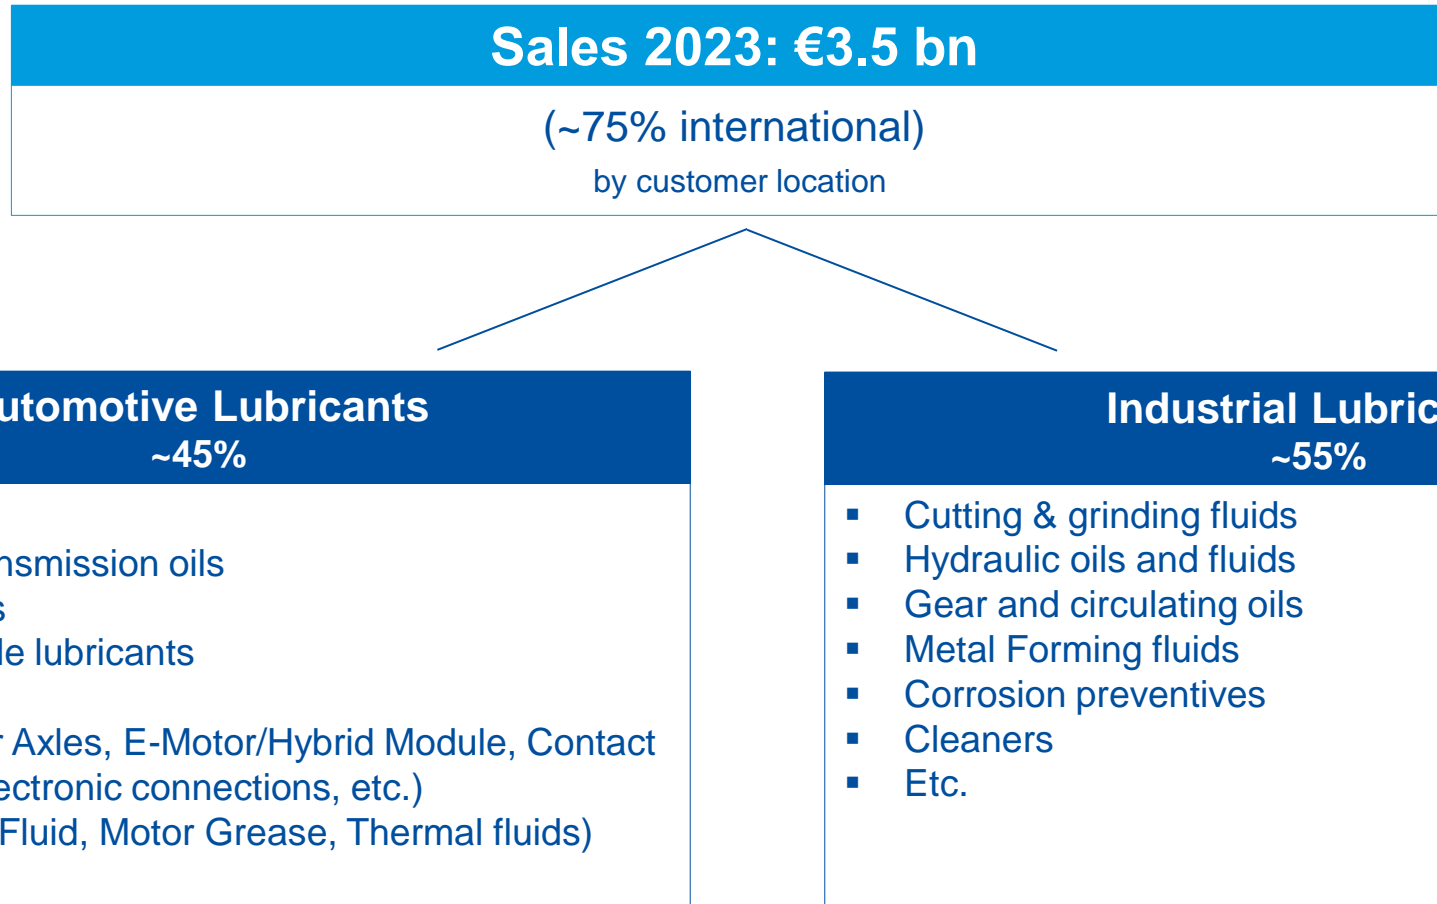 Sales 2023: €3.5 bn
(~75% international)
by customer location
utomotive Lubricants
~45%
nsmission oils
s
le lubricants
r Axles, E-Motor/Hybrid Module, Contact
ectronic connections, etc.)
Fluid, Motor Grease, Thermal fluids)
Industrial Lubric
~55%
▪ Cutting & grinding fluids
▪ Hydraulic oils and fluids
▪ Gear and circulating oils
▪ Metal Forming fluids
▪ Corrosion preventives
▪ Cleaners
▪ Etc.